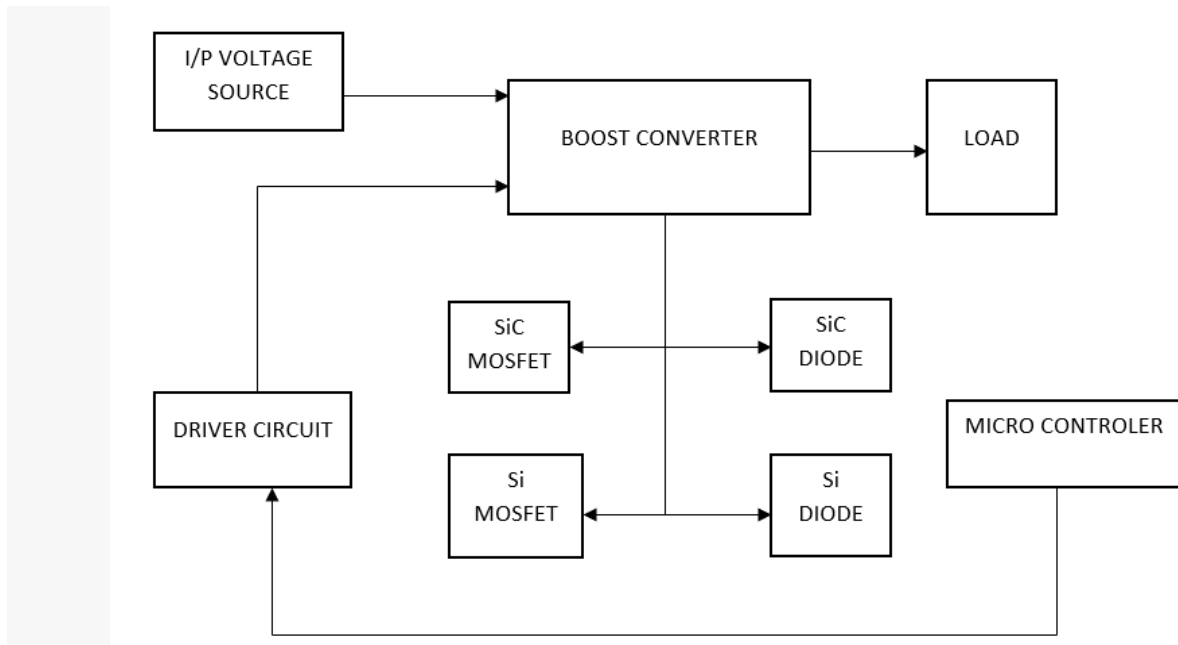 I/P VOLTAGE
SOURCE
BOOST CONVERTER
LOAD
SiC
MOSFET
SiC
DIODE
DRIVER CIRCUIT
MICRO CONTROLER
Si
MOSFET
Si
DIODE